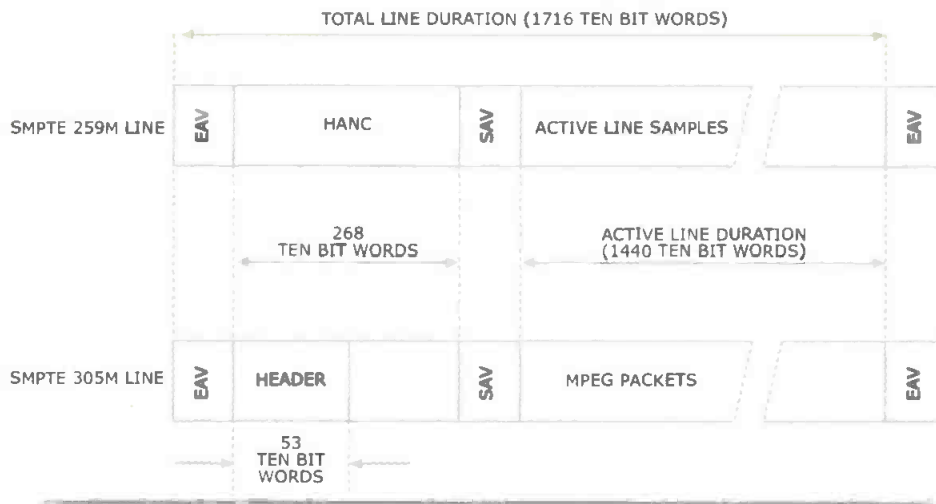 TOTAL LINE DURATION (1716 TEN BIT WORDS)
SMPTE 259M LINE
EAV
HANC
SAV
ACTIVE LINE SAMPLES
EAV
268
TEN BIT WORDS
ACTIVE LINE DURATION
(1440 TEN BIT WORDS)
SMPTE 305M LINE
EAV
HEADER
SAV
MPEG PACKETS
EAV
53
TEN BIT
WORDS